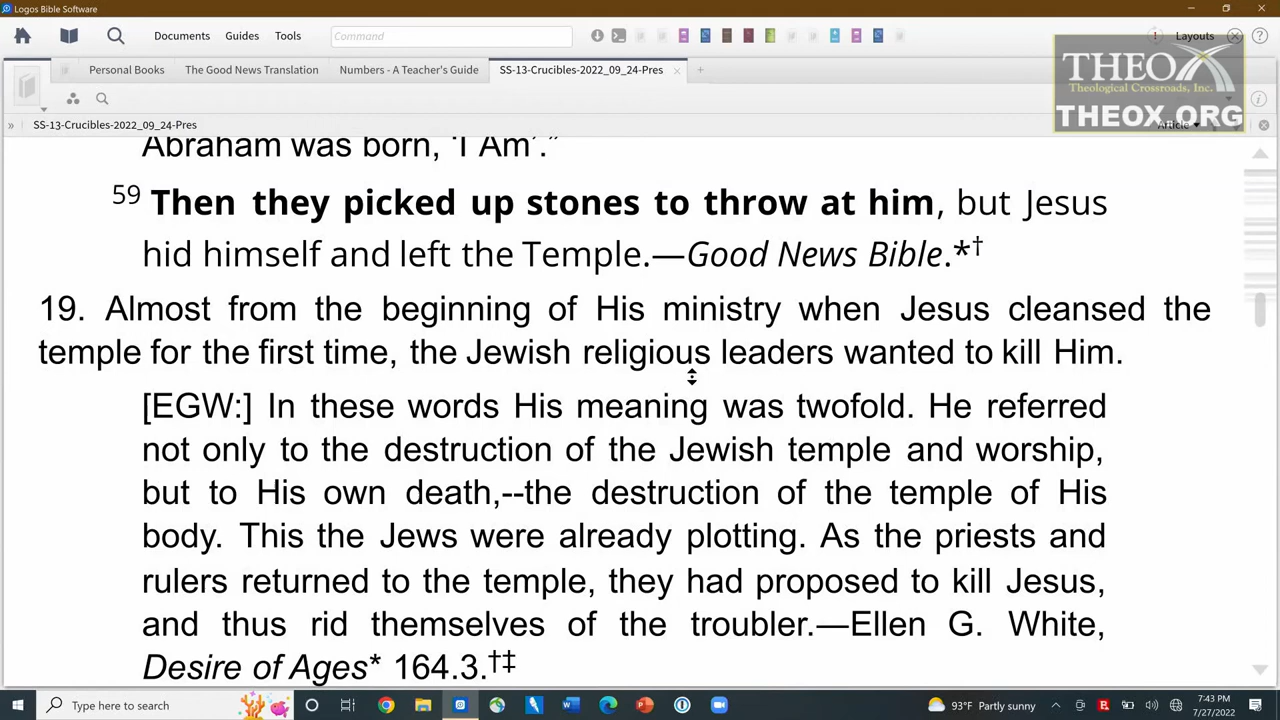 Logos Bible Software
Documents Guides Tools Command Layouts
THEOX
Theological Crossroads, Inc.
THEOX.ORG
Personal Books The Good News Translation Numbers - A Teacher's Guide SS-13-Crucibles-2022_09_24-Pres
SS-13-Crucibles-2022_09_24-Pres Article
Abraham was born, ‘I Am’.”
59 Then they picked up stones to throw at him, but Jesus
hid himself and left the Temple.—Good News Bible.*†
19. Almost from the beginning of His ministry when Jesus cleansed the
temple for the first time, the Jewish religious leaders wanted to kill Him.
[EGW:] In these words His meaning was twofold. He referred
not only to the destruction of the Jewish temple and worship,
but to His own death,--the destruction of the temple of His
body. This the Jews were already plotting. As the priests and
rulers returned to the temple, they had proposed to kill Jesus,
and thus rid themselves of the troubler.—Ellen G. White,
Desire of Ages* 164.3.†‡
Type here to search
93°F Partly sunny
7:43 PM
7/27/2022